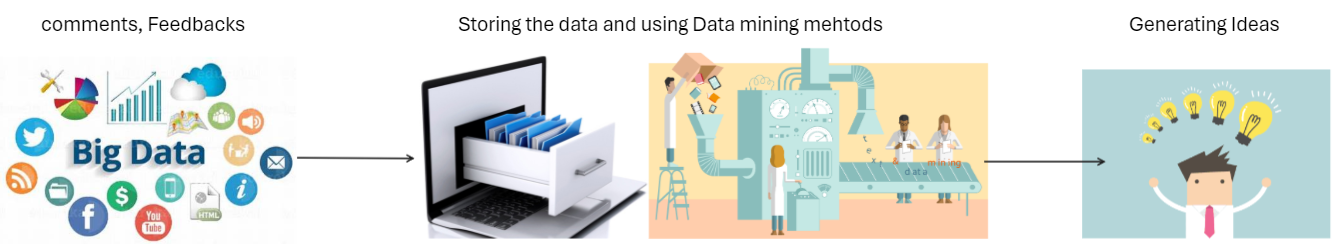 comments, Feedbacks
Storing the data and using Data mining mehtods
Generating Ideas
Big Data
You
Tube
HTML
mining
data